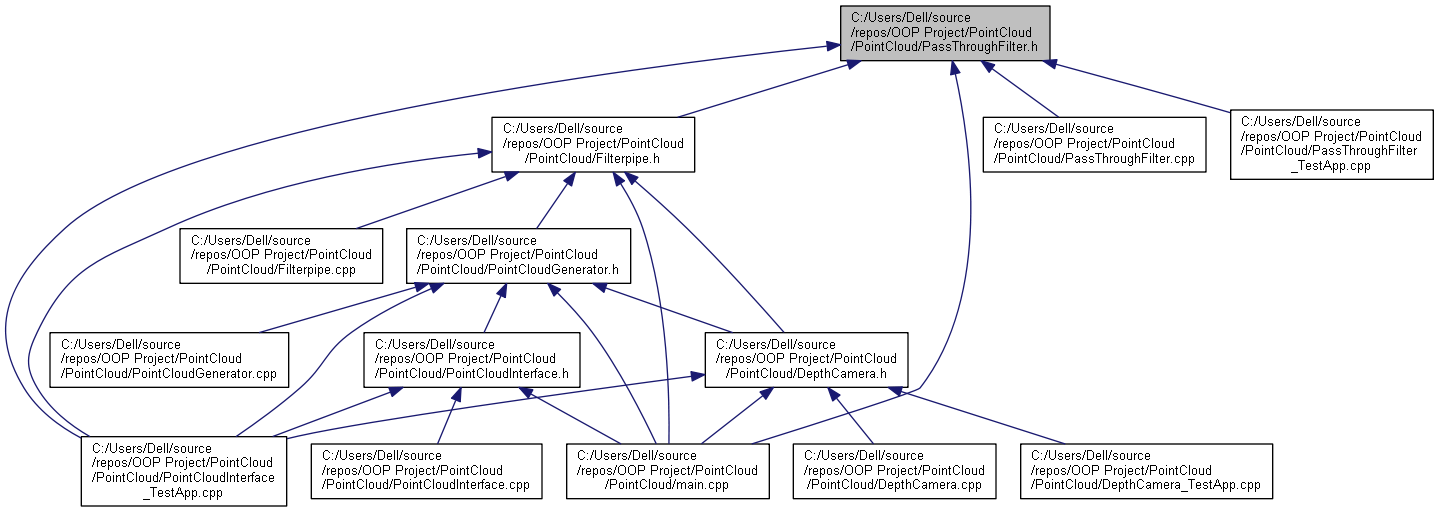 C:/Users/Dell/source
/repos/OOP Project/PointCloud
/PointCloud/PassThroughFilter.h
C:/Users/Dell/source
/repos/OOP Project/PointCloud
/PointCloud/Filterpipe.h
C:/Users/Dell/source
/repos/OOP Project/PointCloud
/PointCloud/PassThroughFilter.cpp
C:/Users/Dell/source
/repos/OOP Project/PointCloud
/PointCloud/PassThroughFilter
_TestApp.cpp
C:/Users/Dell/source
/repos/OOP Project/PointCloud
/PointCloud/Filterpipe.cpp
C:/Users/Dell/source
/repos/OOP Project/PointCloud
/PointCloud/PointCloudGenerator.h
C:/Users/Dell/source
/repos/OOP Project/PointCloud
/PointCloud/PointCloudGenerator.cpp
C:/Users/Dell/source
/repos/OOP Project/PointCloud
/PointCloud/PointCloudInterface.h
C:/Users/Dell/source
/repos/OOP Project/PointCloud
/PointCloud/DepthCamera.h
C:/Users/Dell/source
/repos/OOP Project/PointCloud
/PointCloud/PointCloudInterface
_TestApp.cpp
C:/Users/Dell/source
/repos/OOP Project/PointCloud
/PointCloud/PointCloudInterface.cpp
C:/Users/Dell/source
/repos/OOP Project/PointCloud
/PointCloud/main.cpp
C:/Users/Dell/source
/repos/OOP Project/PointCloud
/PointCloud/DepthCamera.cpp
C:/Users/Dell/source
/repos/OOP Project/PointCloud
/PointCloud/DepthCamera_TestApp.cpp